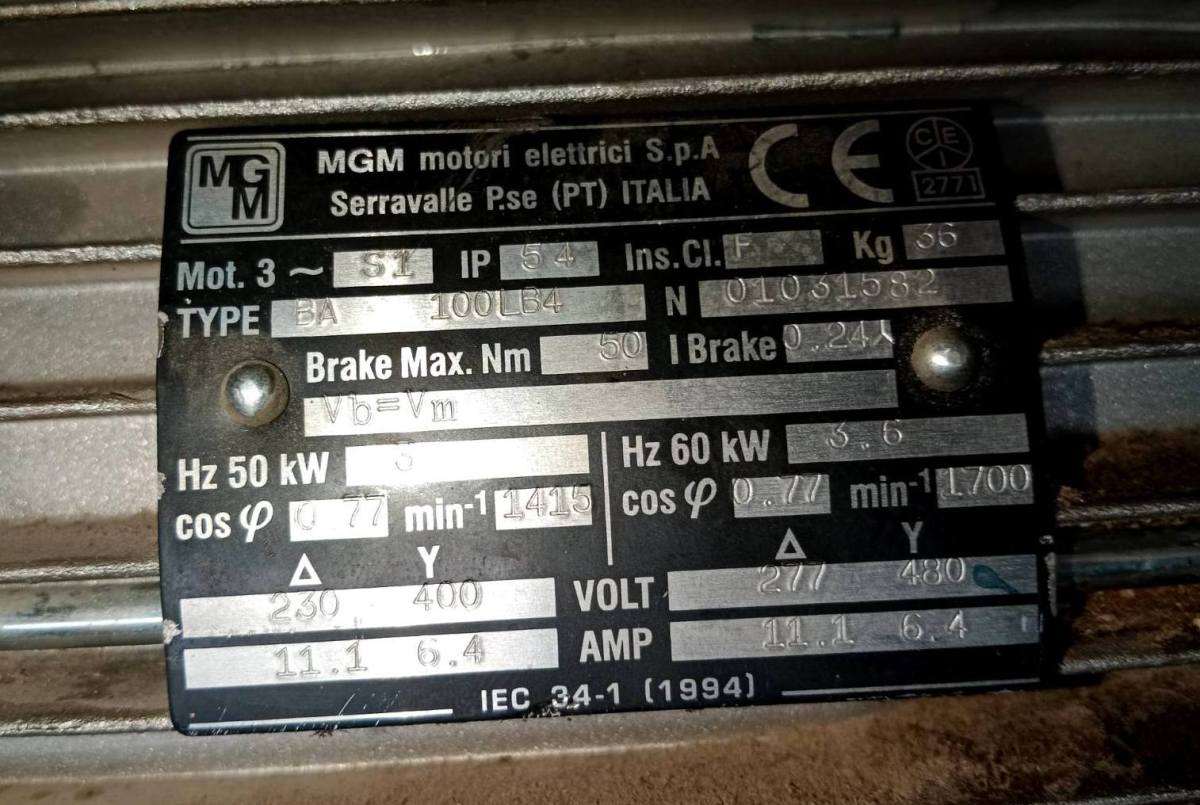 MGM MGM motori elettrici S.p.A CE CEI
Serravalle P.se (PT) ITALIA 2771
Mot. 3 ~ S1 IP 54 Ins.Cl. F Kg 36
TYPE BA 100LB4 N 01031582
Brake Max. Nm 50 I Brake 0.24A
Vb=Vm
Hz 50 kW 3 Hz 60 kW 3.6
cos φ 0.77 min-1 1415 cos φ 0.77 min-1 1700
Δ Y Δ Y
230 400 VOLT 277 480
11.1 6.4 AMP 11.1 6.4
IEC 34-1 (1994)